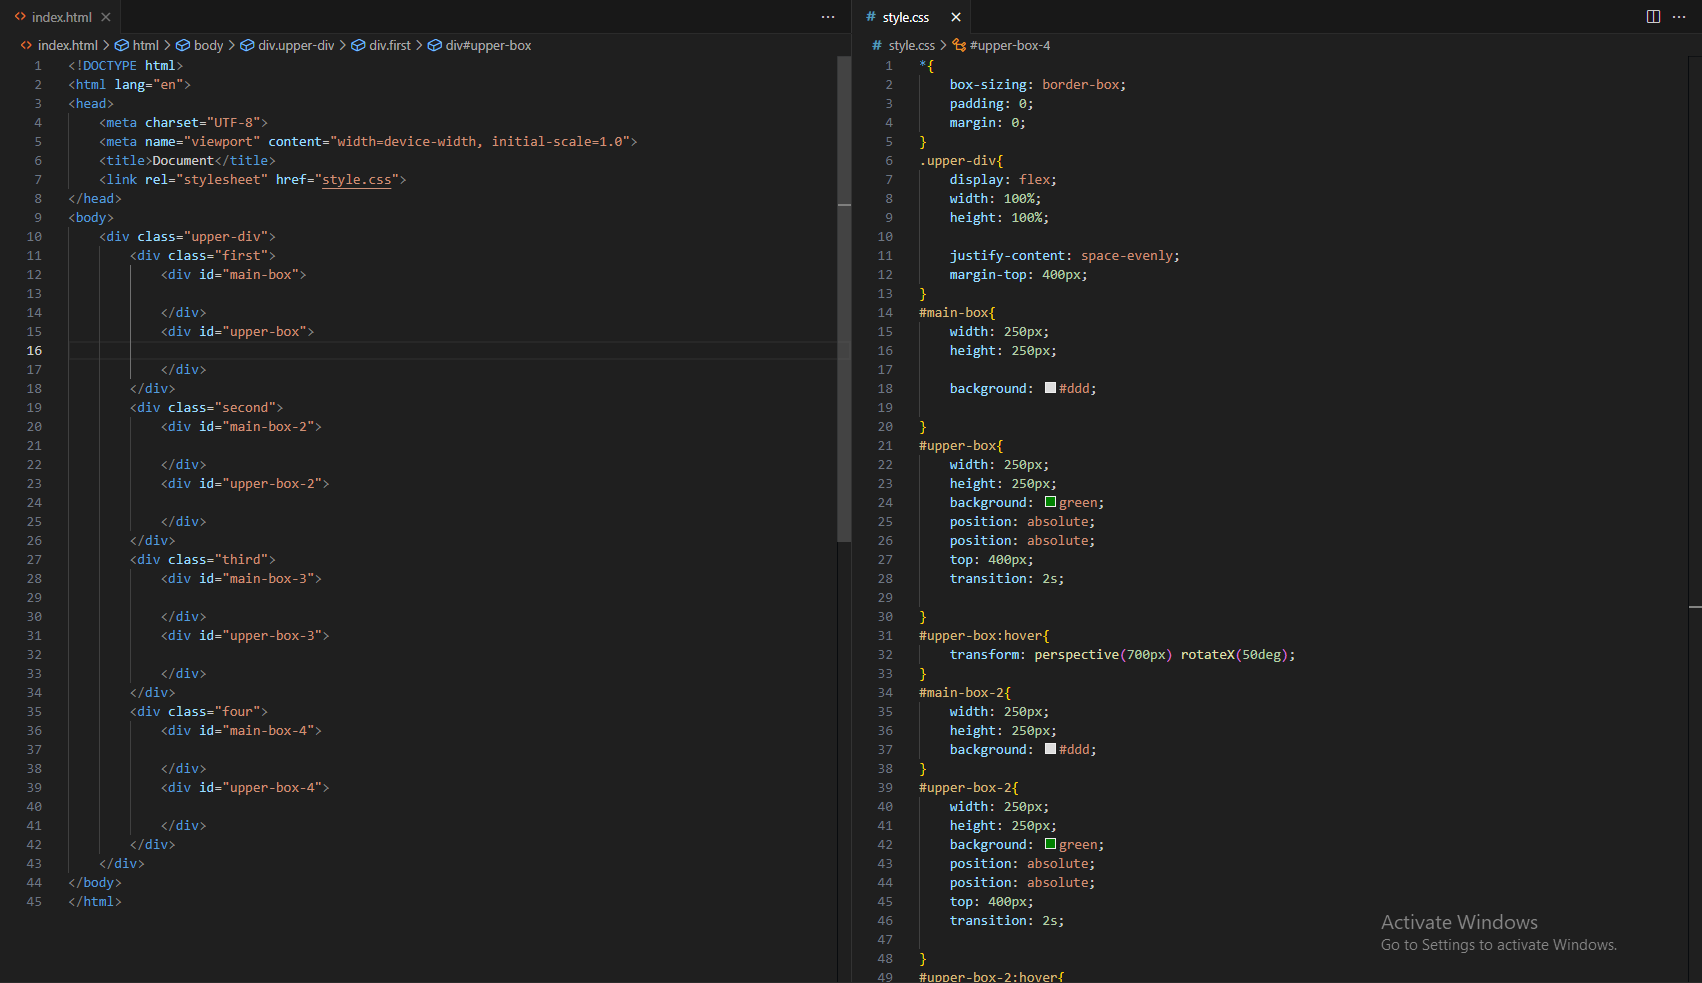 index.html
index.html > html > body > div.upper-div > div.first > div#upper-box
1 <!DOCTYPE html>
2 <html lang="en">
3 <head>
4     <meta charset="UTF-8">
5     <meta name="viewport" content="width=device-width, initial-scale=1.0">
6     <title>Document</title>
7     <link rel="stylesheet" href="style.css">
8 </head>
9 <body>
10     <div class="upper-div">
11         <div class="first">
12             <div id="main-box">
13
14             </div>
15             <div id="upper-box">
16
17             </div>
18         </div>
19         <div class="second">
20             <div id="main-box-2">
21
22             </div>
23             <div id="upper-box-2">
24
25             </div>
26         </div>
27         <div class="third">
28             <div id="main-box-3">
29
30             </div>
31             <div id="upper-box-3">
32
33             </div>
34         </div>
35         <div class="four">
36             <div id="main-box-4">
37
38             </div>
39             <div id="upper-box-4">
40
41             </div>
42         </div>
43     </div>
44 </body>
45 </html>
# style.css
# style.css > #upper-box-4
1 *{
2     box-sizing: border-box;
3     padding: 0;
4     margin: 0;
5 }
6 .upper-div{
7     display: flex;
8     width: 100%;
9     height: 100%;
10
11     justify-content: space-evenly;
12     margin-top: 400px;
13 }
14 #main-box{
15     width: 250px;
16     height: 250px;
17
18     background: #ddd;
19
20 }
21 #upper-box{
22     width: 250px;
23     height: 250px;
24     background: green;
25     position: absolute;
26     position: absolute;
27     top: 400px;
28     transition: 2s;
29
30 }
31 #upper-box:hover{
32     transform: perspective(700px) rotateX(50deg);
33 }
34 #main-box-2{
35     width: 250px;
36     height: 250px;
37     background: #ddd;
38 }
39 #upper-box-2{
40     width: 250px;
41     height: 250px;
42     background: green;
43     position: absolute;
44     position: absolute;
45     top: 400px;
46     transition: 2s;
47
48 }
49 #upper-box-2:hover{
Activate Windows
Go to Settings to activate Windows.